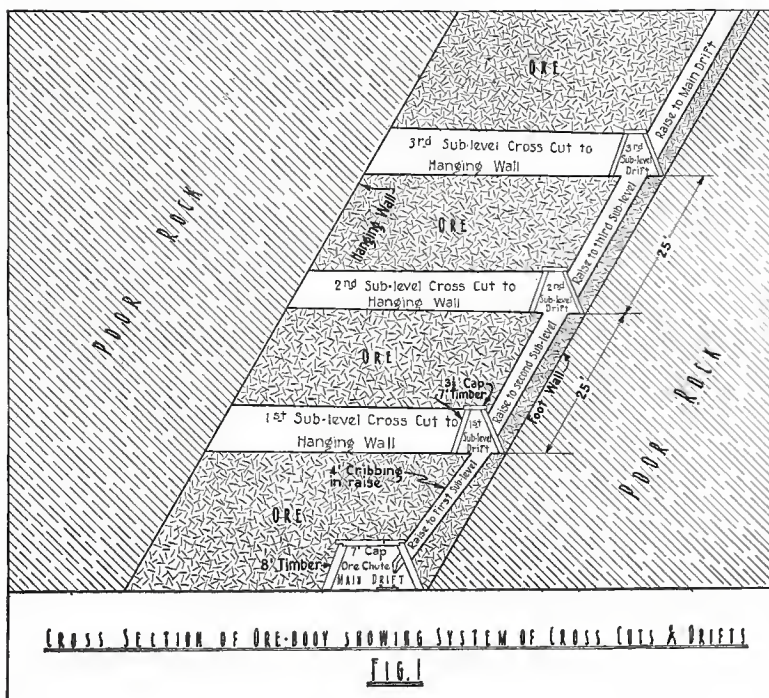 ORE
Raise to Main Drift
3rd Sub-level Cross Cut to
Hanging Wall
3rd
Sub-level
Drift
POOR ROCK
Hanging Wall
ORE
Raise to third Sub-level
25'
2nd Sub-level Cross Cut to
Hanging Wall
2nd
Sub-level
Drift
ORE
Raise to second Sub-level
Foot Wall
25'
POOR ROCK
3½' Cap
7' Timber
1st Sub-level Cross Cut to
Hanging Wall
1st
Sub-level
Drift
4' Cribbing
in raise
Raise to First Sub-level
ORE
8' Timber
7' Cap
Ore Chute
MAIN DRIFT
CROSS SECTION OF ORE-BODY SHOWING SYSTEM OF CROSS CUTS & DRIFTS
FIG. 1